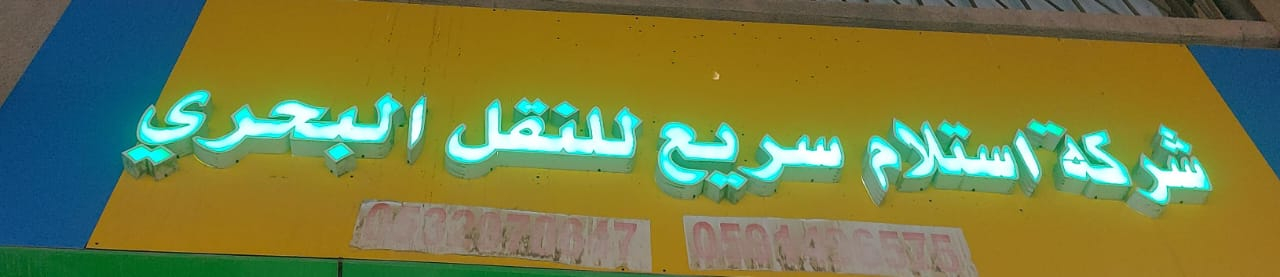 شركة استلام سريع للنقل البحري